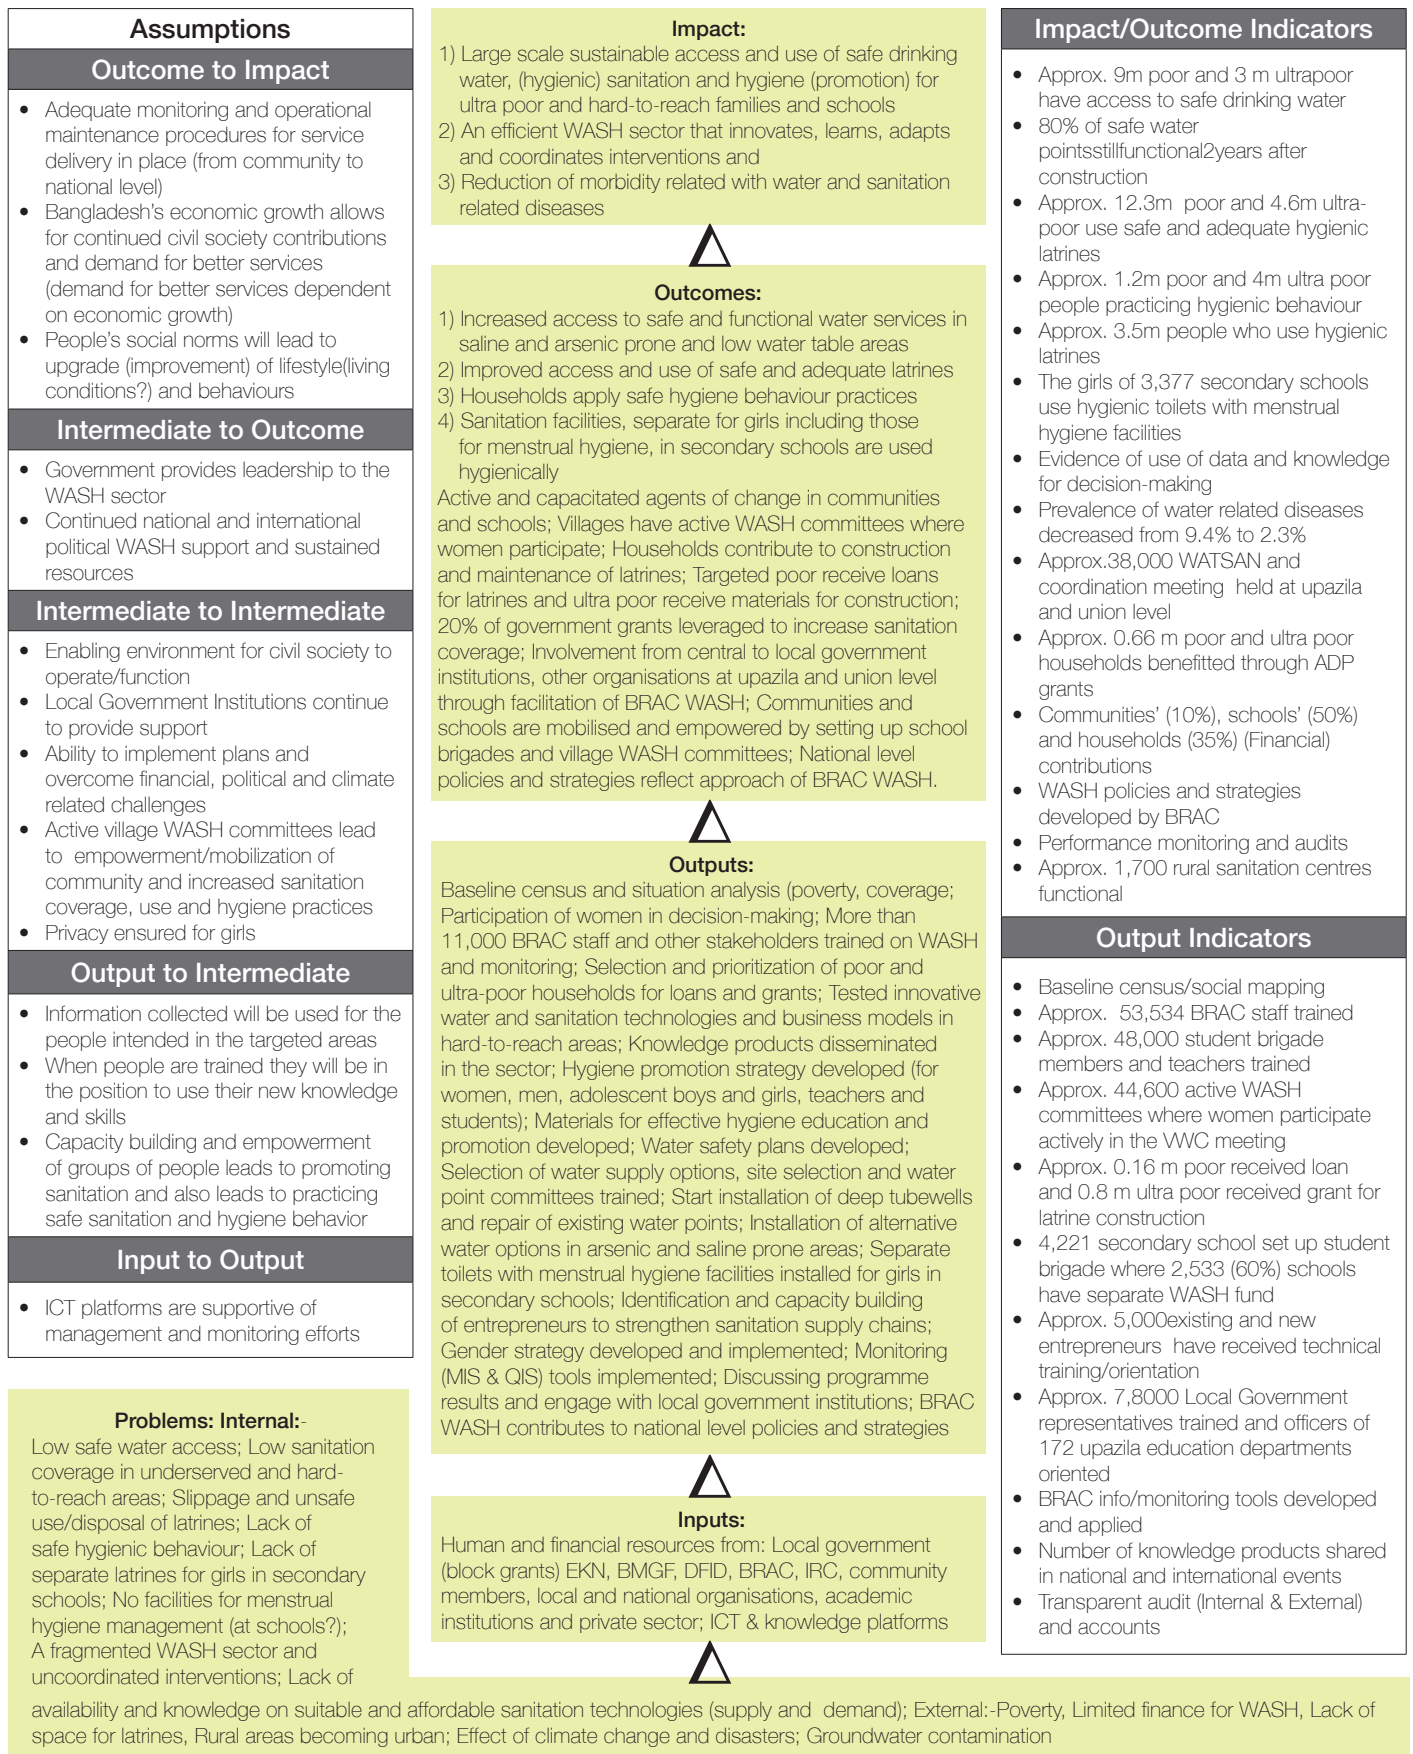 Assumptions
Outcome to Impact
• Adequate monitoring and operational
maintenance procedures for service
delivery in place (from community to
national level)
• Bangladesh's economic growth allows
for continued civil society contributions
and demand for better services
(demand for better services dependent
on economic growth)
• People's social norms will lead to
upgrade (improvement) of lifestyle(living
conditions?) and behaviours
Intermediate to Outcome
• Government provides leadership to the
WASH sector
• Continued national and international
political WASH support and sustained
resources
Intermediate to Intermediate
• Enabling environment for civil society to
operate/function
• Local Government Institutions continue
to provide support
• Ability to implement plans and
overcome financial, political and climate
related challenges
• Active village WASH committees lead
to empowerment/mobilization of
community and increased sanitation
coverage, use and hygiene practices
• Privacy ensured for girls
Output to Intermediate
• Information collected will be used for the
people intended in the targeted areas
• When people are trained they will be in
the position to use their new knowledge
and skills
• Capacity building and empowerment
of groups of people leads to promoting
sanitation and also leads to practicing
safe sanitation and hygiene behavior
Input to Output
• ICT platforms are supportive of
management and monitoring efforts
Impact:
1) Large scale sustainable access and use of safe drinking
water, (hygienic) sanitation and hygiene (promotion) for
ultra poor and hard-to-reach families and schools
2) An efficient WASH sector that innovates, learns, adapts
and coordinates interventions and
3) Reduction of morbidity related with water and sanitation
related diseases
Outcomes:
1) Increased access to safe and functional water services in
saline and arsenic prone and low water table areas
2) Improved access and use of safe and adequate latrines
3) Households apply safe hygiene behaviour practices
4) Sanitation facilities, separate for girls including those
for menstrual hygiene, in secondary schools are used
hygienically
Active and capacitated agents of change in communities
and schools; Villages have active WASH committees where
women participate; Households contribute to construction
and maintenance of latrines; Targeted poor receive loans
for latrines and ultra poor receive materials for construction;
20% of government grants leveraged to increase sanitation
coverage; Involvement from central to local government
institutions, other organisations at upazila and union level
through facilitation of BRAC WASH; Communities and
schools are mobilised and empowered by setting up school
brigades and village WASH committees; National level
policies and strategies reflect approach of BRAC WASH.
Outputs:
Baseline census and situation analysis (poverty, coverage;
Participation of women in decision-making; More than
11,000 BRAC staff and other stakeholders trained on WASH
and monitoring; Selection and prioritization of poor and
ultra-poor households for loans and grants; Tested innovative
water and sanitation technologies and business models in
hard-to-reach areas; Knowledge products disseminated
in the sector; Hygiene promotion strategy developed (for
women, men, adolescent boys and girls, teachers and
students); Materials for effective hygiene education and
promotion developed; Water safety plans developed;
Selection of water supply options, site selection and water
point committees trained; Start installation of deep tubewells
and repair of existing water points; Installation of alternative
water options in arsenic and saline prone areas; Separate
toilets with menstrual hygiene facilities installed for girls in
secondary schools; Identification and capacity building
of entrepreneurs to strengthen sanitation supply chains;
Gender strategy developed and implemented; Monitoring
(MIS & QIS) tools implemented; Discussing programme
results and engage with local government institutions; BRAC
WASH contributes to national level policies and strategies
Inputs:
Human and financial resources from: Local government
(block grants) EKN, BMGF, DFID, BRAC, IRC, community
members, local and national organisations, academic
institutions and private sector; ICT & knowledge platforms
Impact/Outcome Indicators
• Approx. 9m poor and 3 m ultrapoor
have access to safe drinking water
• 80% of safe water
pointsstillfunctional2years after
construction
• Approx. 12.3m poor and 4.6m ultra-
poor use safe and adequate hygienic
latrines
• Approx. 1.2m poor and 4m ultra poor
people practicing hygienic behaviour
• Approx. 3.5m people who use hygienic
latrines
• The girls of 3,377 secondary schools
use hygienic toilets with menstrual
hygiene facilities
• Evidence of use of data and knowledge
for decision-making
• Prevalence of water related diseases
decreased from 9.4% to 2.3%
• Approx.38,000 WATSAN and
coordination meeting held at upazila
and union level
• Approx. 0.66 m poor and ultra poor
households benefitted through ADP
grants
• Communities' (10%), schools' (50%)
and households (35%) (Financial)
contributions
• WASH policies and strategies
developed by BRAC
• Performance monitoring and audits
• Approx. 1,700 rural sanitation centres
functional
Output Indicators
• Baseline census/social mapping
• Approx. 53,534 BRAC staff trained
• Approx. 48,000 student brigade
members and teachers trained
• Approx. 44,600 active WASH
committees where women participate
actively in the VWC meeting
• Approx. 0.16 m poor received loan
and 0.8 m ultra poor received grant for
latrine construction
• 4,221 secondary school set up student
brigade where 2,533 (60%) schools
have separate WASH fund
• Approx. 5,000existing and new
entrepreneurs have received technical
training/orientation
• Approx. 7,8000 Local Government
representatives trained and officers of
172 upazila education departments
oriented
• BRAC info/monitoring tools developed
and applied
• Number of knowledge products shared
in national and international events
• Transparent audit (Internal & External)
and accounts
Problems: Internal:-
Low safe water access; Low sanitation
coverage in underserved and hard-
to-reach areas; Slippage and unsafe
use/disposal of latrines; Lack of
safe hygienic behaviour; Lack of
separate latrines for girls in secondary
schools; No facilities for menstrual
hygiene management (at schools?);
A fragmented WASH sector and
uncoordinated interventions; Lack of
availability and knowledge on suitable and affordable sanitation technologies (supply and demand); External:-Poverty, Limited finance for WASH, Lack of
space for latrines, Rural areas becoming urban; Effect of climate change and disasters; Groundwater contamination